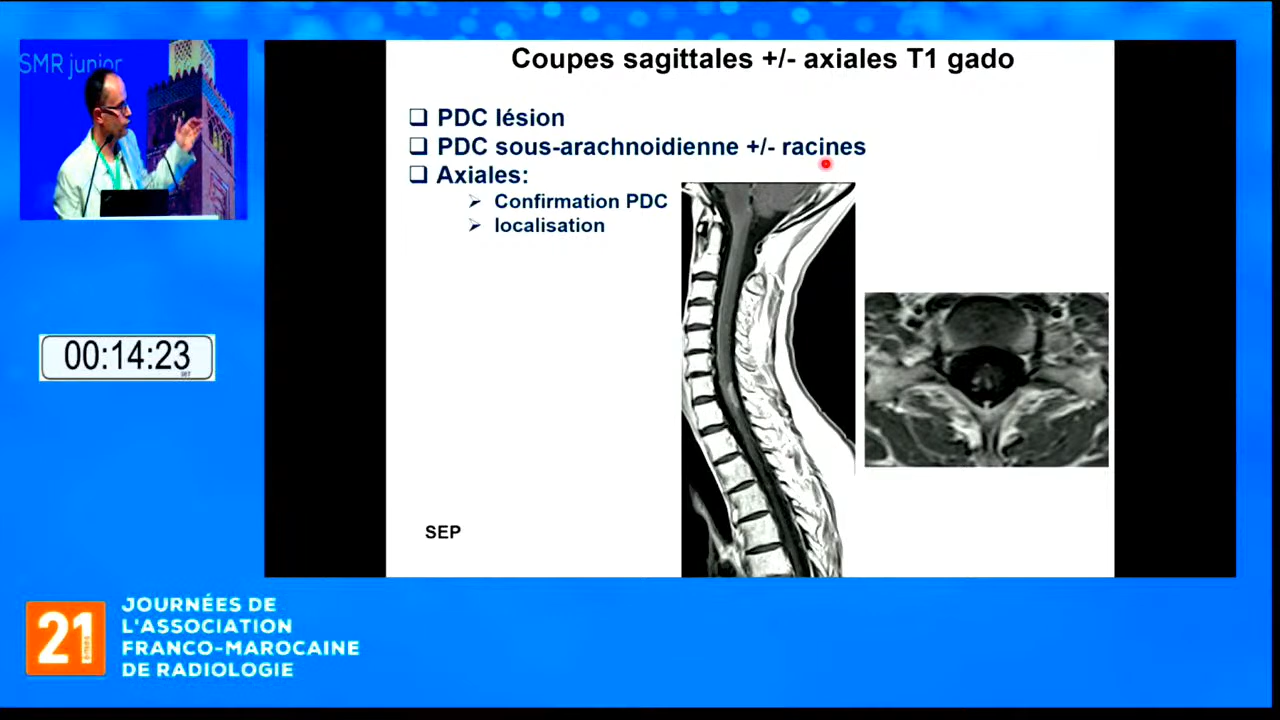 SMR junior
Coupes sagittales +/- axiales T1 gado
❑ PDC lésion
❑ PDC sous-arachnoidienne +/- racines
❑ Axiales:
➢ Confirmation PDC
➢ localisation
00:14:23
SEP
21
èmes
JOURNÉES DE
L'ASSOCIATION
FRANCO-MAROCAINE
DE RADIOLOGIE